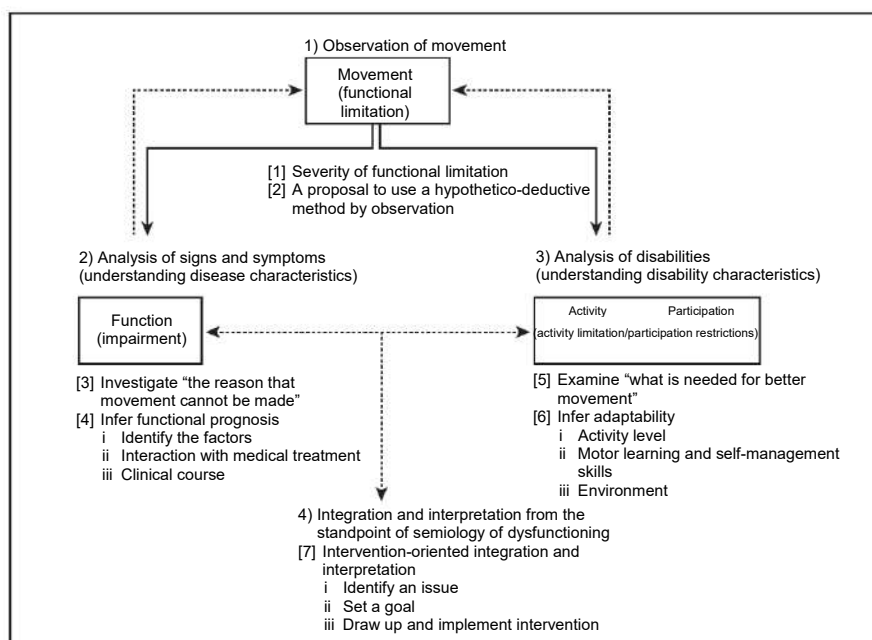 1) Observation of movement
Movement
(functional
limitation)
[1] Severity of functional limitation
[2] A proposal to use a hypothetico-deductive
method by observation
2) Analysis of signs and symptoms
(understanding disease characteristics)
Function
(impairment)
[3] Investigate “the reason that
movement cannot be made”
[4] Infer functional prognosis
i Identify the factors
ii Interaction with medical treatment
iii Clinical course
3) Analysis of disabilities
(understanding disability characteristics)
Activity Participation
(activity limitation/participation restrictions)
[5] Examine “what is needed for better
movement”
[6] Infer adaptability
i Activity level
ii Motor learning and self-management
skills
iii Environment
4) Integration and interpretation from the
standpoint of semiology of dysfunctioning
[7] Intervention-oriented integration and
interpretation
i Identify an issue
ii Set a goal
iii Draw up and implement intervention